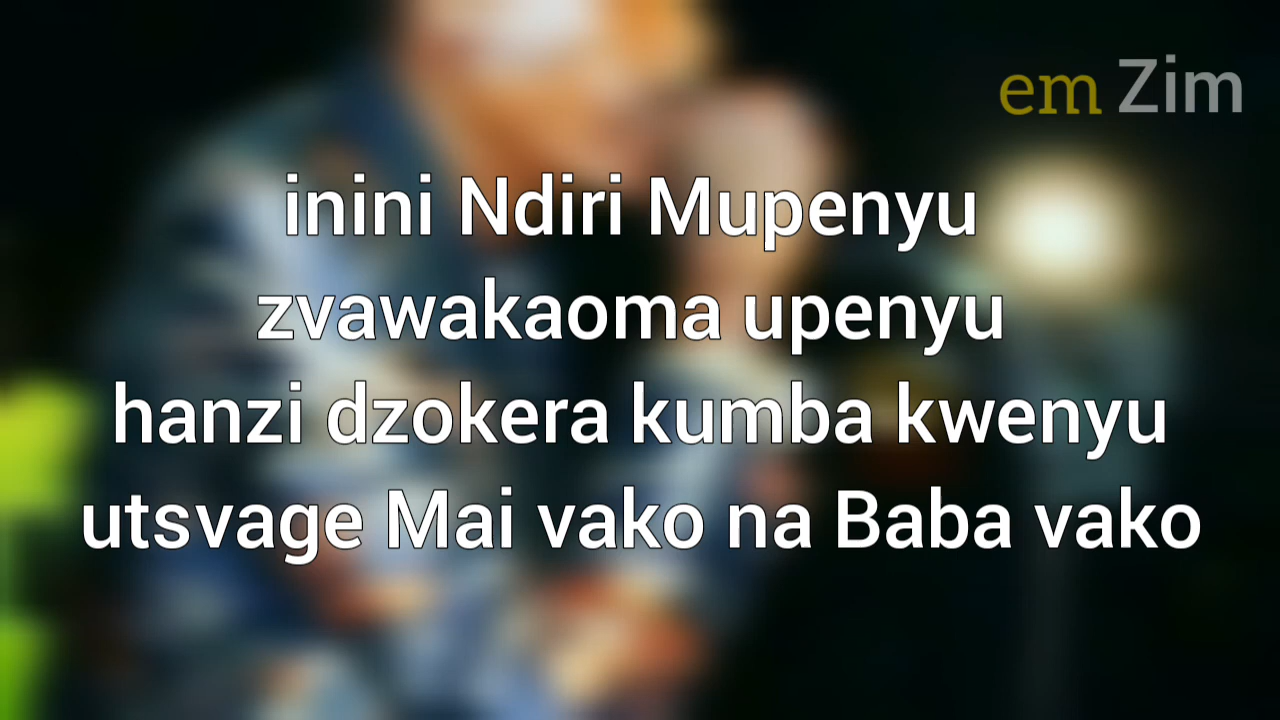 em Zim
inini Ndiri Mupenyu
zvawakaoma upenyu
hanzi dzokera kumba kwenyu
utsvage Mai vako na Baba vako